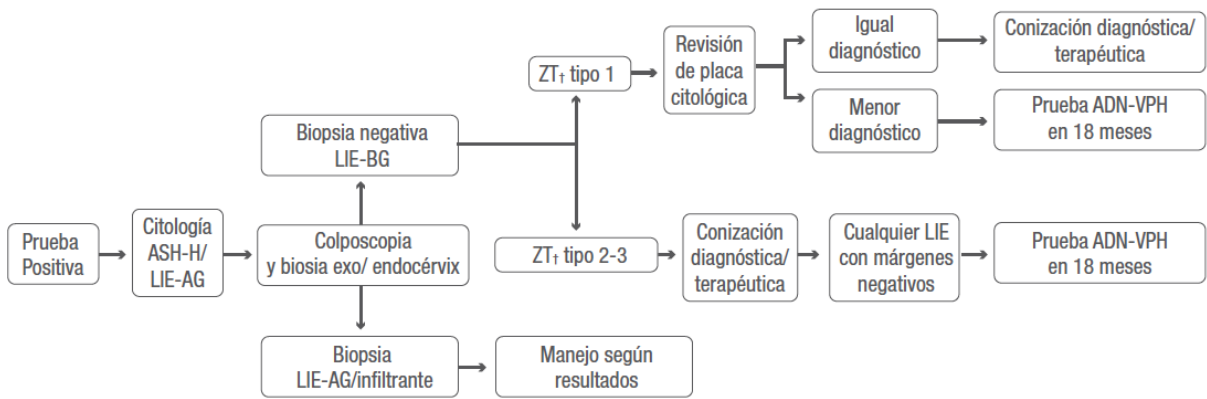 Prueba
Positiva
Citología
ASH-H/
LIE-AG
Colposcopia
y biosia exo/ endocérvix
Biopsia negativa
LIE-BG
ZT† tipo 1
Revisión
de placa
citológica
Igual
diagnóstico
Conización diagnóstica/
terapéutica
Menor
diagnóstico
Prueba ADN-VPH
en 18 meses
ZT† tipo 2-3
Conización
diagnóstica/
terapéutica
Cualquier LIE
con márgenes
negativos
Prueba ADN-VPH
en 18 meses
Biopsia
LIE-AG/infiltrante
Manejo según
resultados